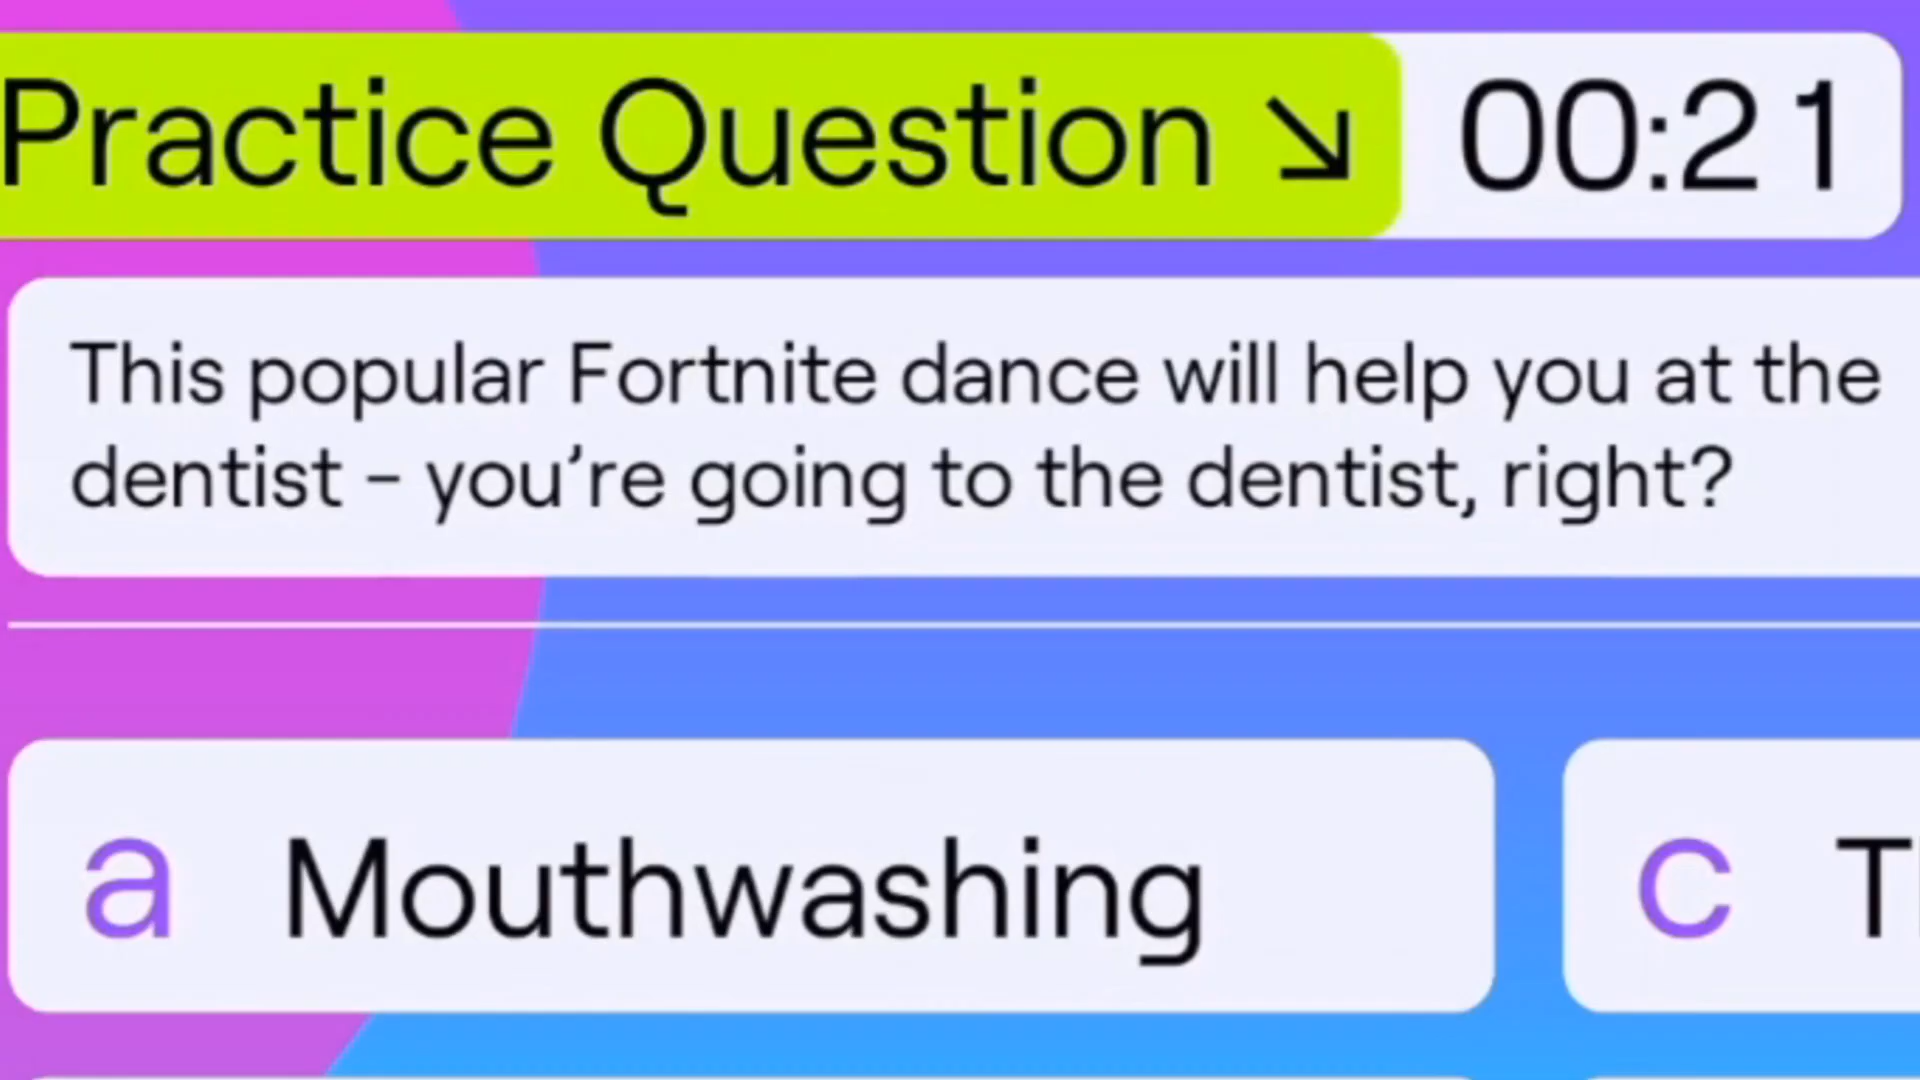 Practice Question ↘ 00:21
This popular Fortnite dance will help you at the
dentist – you’re going to the dentist, right?
a Mouthwashing
c